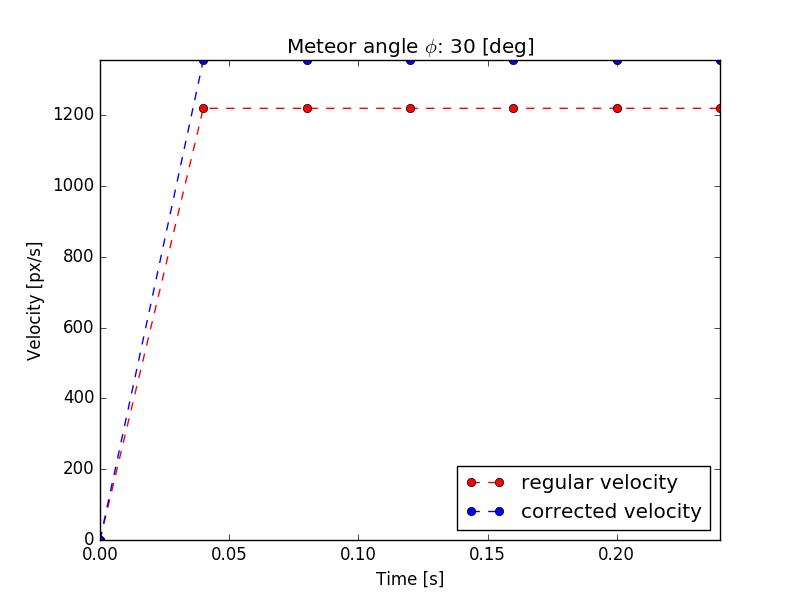 Meteor angle ϕ: 30 [deg]
1200
1000
800
600
400
200
0
Velocity [px/s]
regular velocity
corrected velocity
0.00 0.05 0.10 0.15 0.20
Time [s]